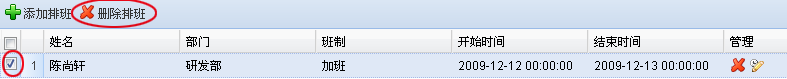 添加排班 删除排班
姓名 部门 班制 开始时间 结束时间 管理
1 陈尚轩 研发部 加班 2009-12-12 00:00:00 2009-12-13 00:00:00